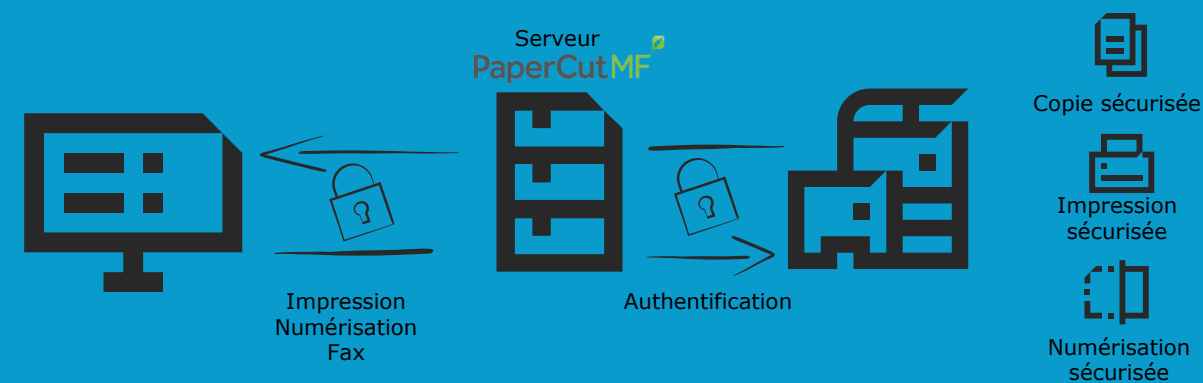 Serveur
PaperCutMF
Impression
Numérisation
Fax
Authentification
Copie sécurisée
Impression
sécurisée
Numérisation
sécurisée